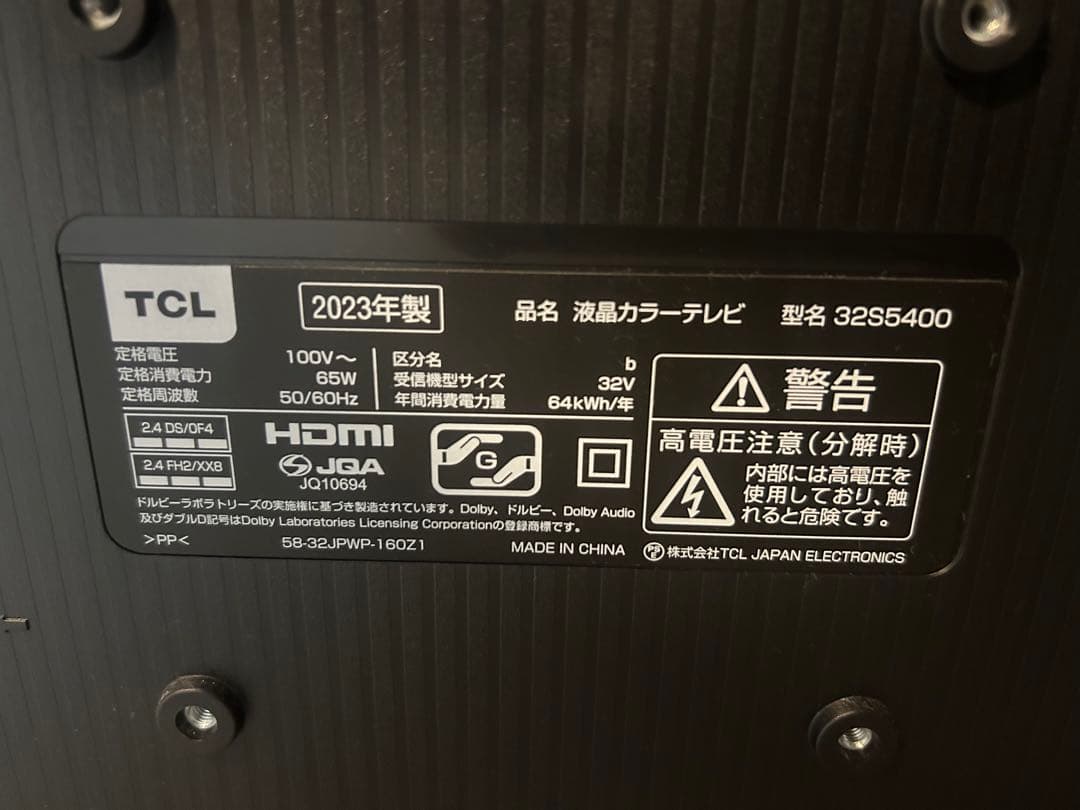 TCL
2023年製
品名 液晶カラーテレビ 型名 32S5400
定格電圧 100V～
定格消費電力 65W
定格周波数 50/60Hz
区分名 b
受信機型サイズ 32V
年間消費電力量 64kWh/年
2.4 DS/OF4
2.4 FH2/XX8
HDMI
JQA
JQ10694
G
警告
高電圧注意(分解時)
内部には高電圧を
使用しており、触
れると危険です。
ドルビーラボラトリーズの実施権に基づき製造されています。Dolby、ドルビー、Dolby Audio
及びダブルD記号はDolby Laboratories Licensing Corporationの登録商標です。
>PP<
58-32JPWP-160Z1
MADE IN CHINA
株式会社TCL JAPAN ELECTRONICS